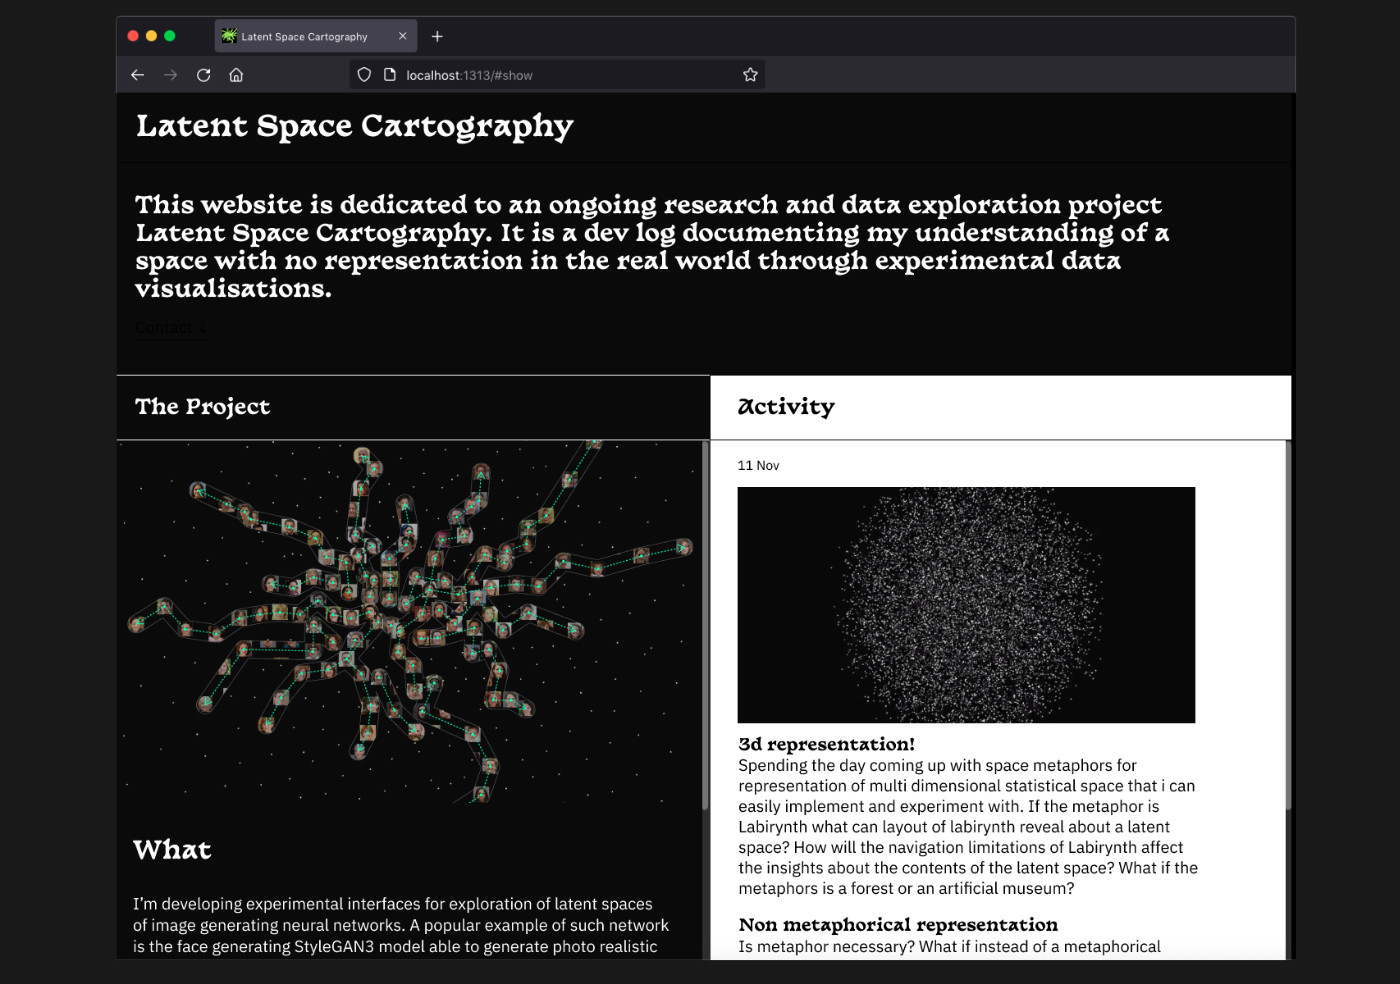 Latent Space Cartography
localhost:1313/#show
Latent Space Cartography
This website is dedicated to an ongoing research and data exploration project
Latent Space Cartography. It is a dev log documenting my understanding of a
space with no representation in the real world through experimental data
visualisations.
Contact ↓
The Project
What
I'm developing experimental interfaces for exploration of latent spaces
of image generating neural networks. A popular example of such network
is the face generating StyleGAN3 model able to generate photo realistic
Activity
11 Nov
3d representation!
Spending the day coming up with space metaphors for
representation of multi dimensional statistical space that i can
easily implement and experiment with. If the metaphor is
Labirynth what can layout of labirynth reveal about a latent
space? How will the navigation limitations of Labirynth affect
the insights about the contents of the latent space? What if the
metaphors is a forest or an artificial museum?
Non metaphorical representation
Is metaphor necessary? What if instead of a metaphorical